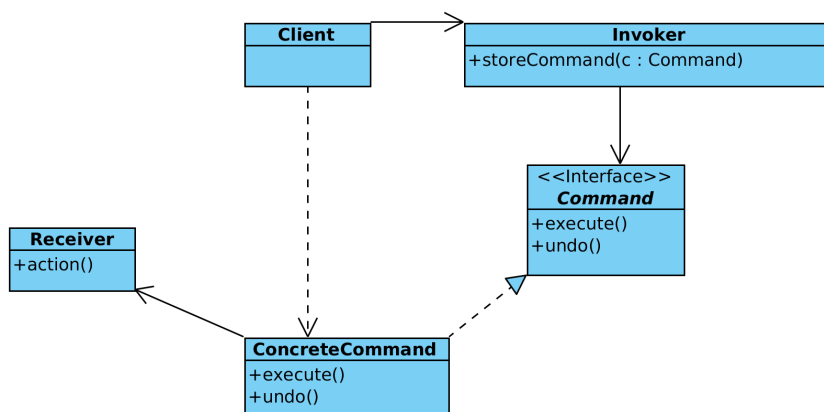 Client
Invoker
+storeCommand(c : Command)
<<Interface>>
Command
+execute()
+undo()
Receiver
+action()
ConcreteCommand
+execute()
+undo()